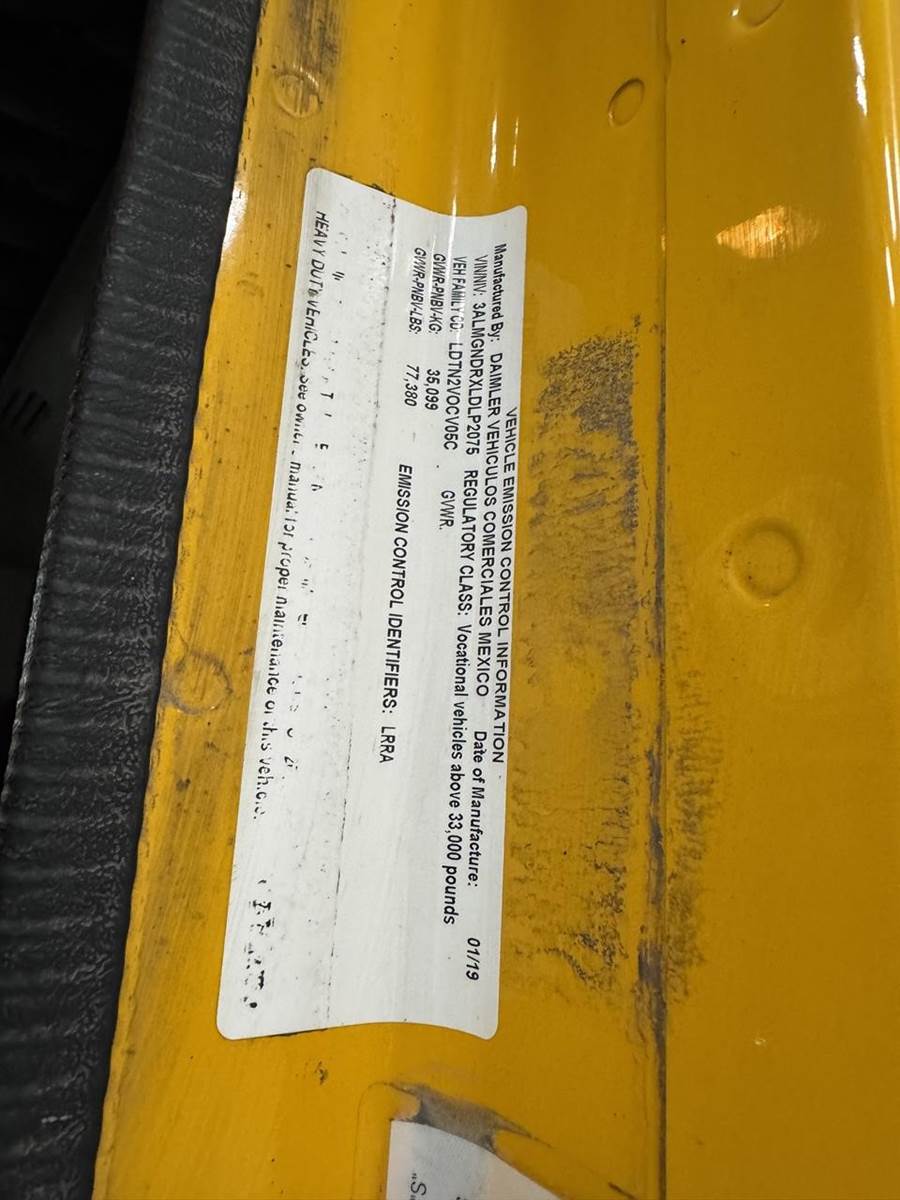 VEHICLE EMISSION CONTROL INFORMATION
Manufactured By: DAIMLER VEHICULOS COMERCIALES MEXICO Date of Manufacture: 01/19
VIN/NIV: 3ALMGNDRXLDLP2075 REGULATORY CLASS: Vocational vehicles above 33,000 pounds
VEH FAMILY CD: LDTN2VOCV05C GVWR.
GVWR-PNBV-KG: 35,099
GVWR-PNBV-LBS: 77,380 EMISSION CONTROL IDENTIFIERS: LRRA
HEAVY DUTY VEHICLES. See owner manual for proper maintenance of this vehicle.